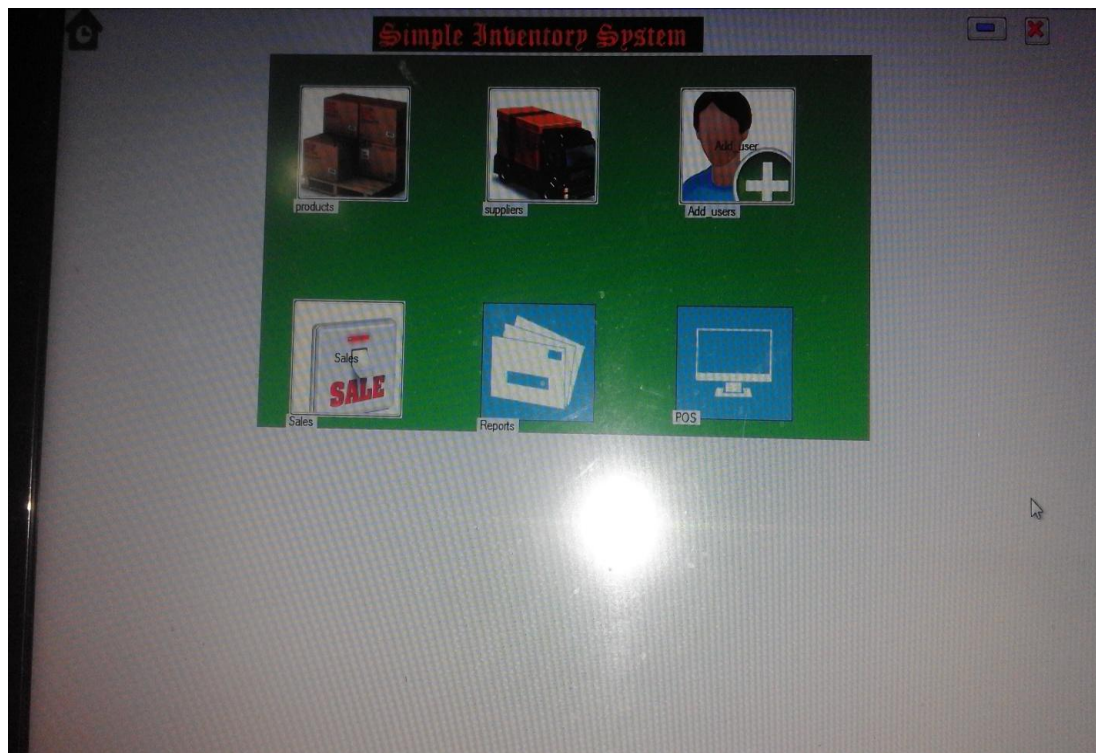 Simple Inventory System
Add_user
products
suppliers
Add_users
Sales
SALE
Sales
Reports
POS